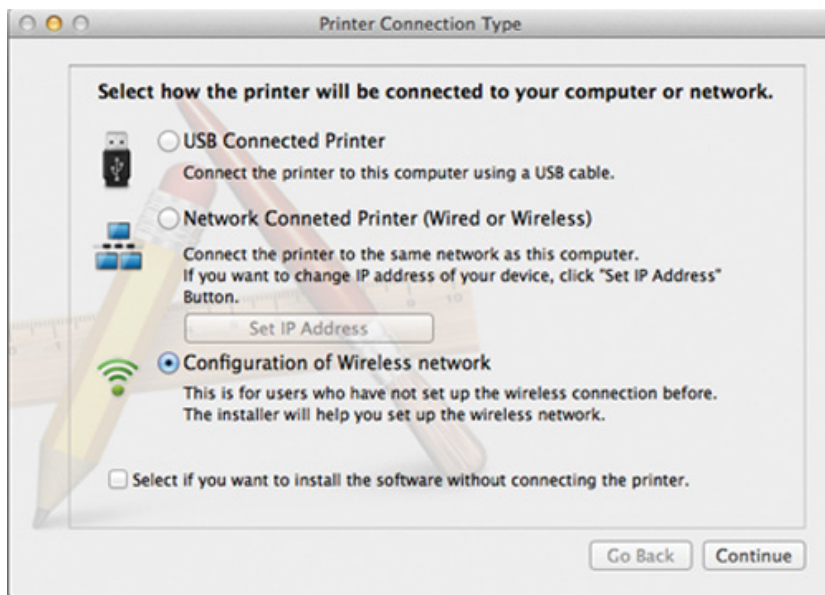 Printer Connection Type
Select how the printer will be connected to your computer or network.
USB Connected Printer
Connect the printer to this computer using a USB cable.
Network Conneted Printer (Wired or Wireless)
Connect the printer to the same network as this computer.
If you want to change IP address of your device, click "Set IP Address"
Button.
Set IP Address
Configuration of Wireless network
This is for users who have not set up the wireless connection before.
The installer will help you set up the wireless network.
Select if you want to install the software without connecting the printer.
Go Back
Continue